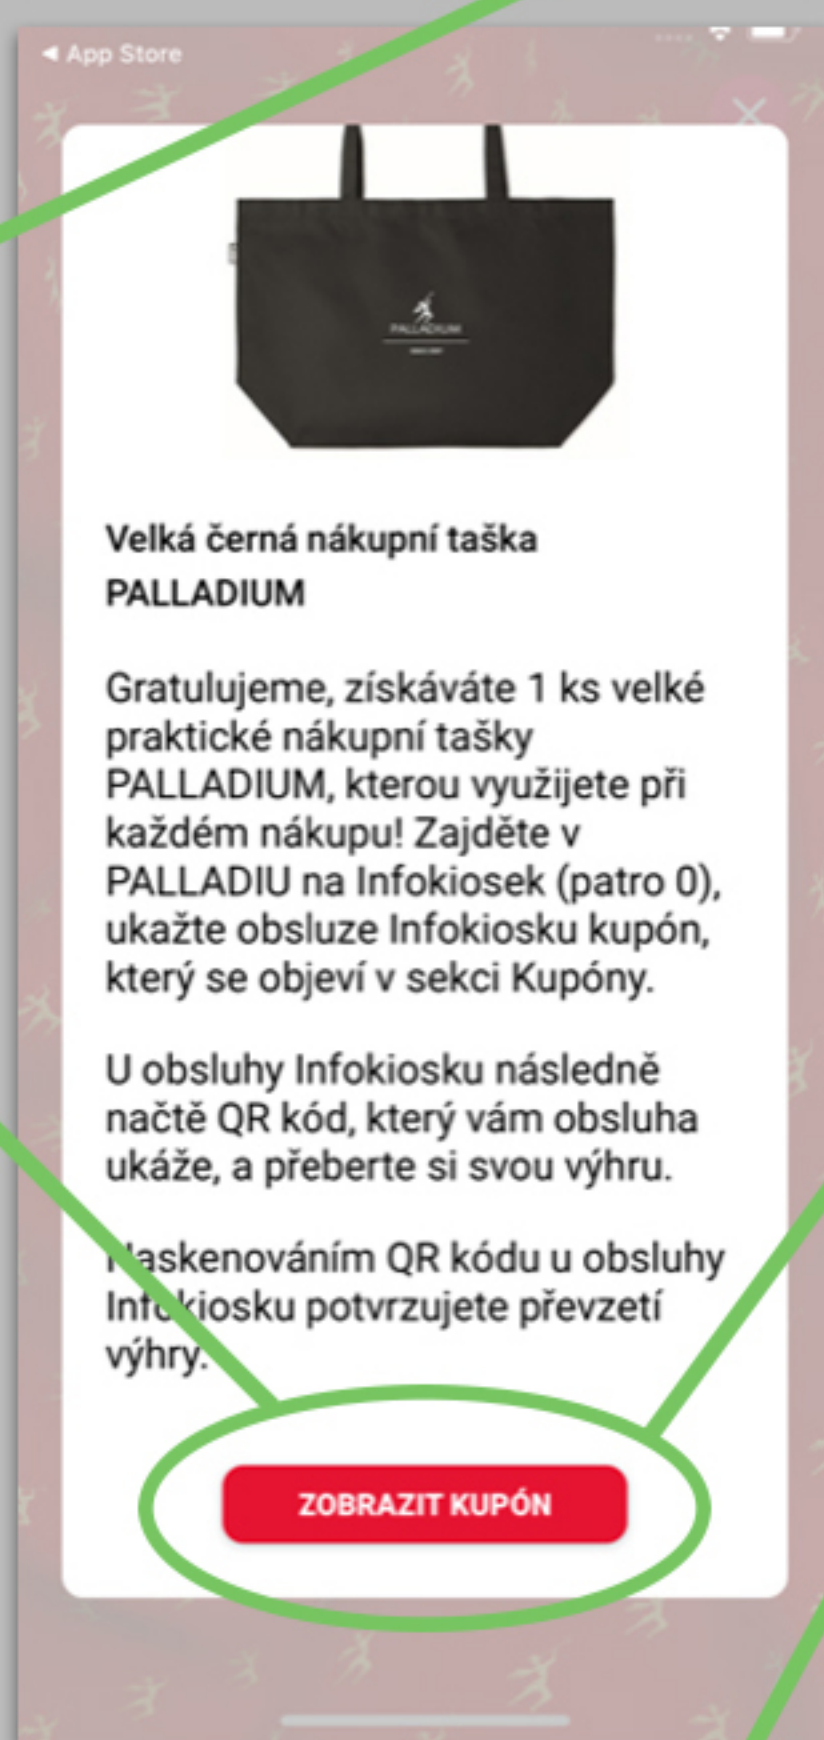 App Store
PALLADIUM
Velká černá nákupní taška
PALLADIUM
Gratulujeme, získáváte 1 ks velké
praktické nákupní tašky
PALLADIUM, kterou využijete při
každém nákupu! Zajděte v
PALLADIU na Infokiosek (patro 0),
ukažte obsluze Infokiosku kupón,
který se objeví v sekci Kupóny.
U obsluhy Infokiosku následně
načtě QR kód, který vám obsluha
ukáže, a přeberte si svou výhru.
Naskenováním QR kódu u obsluhy
Infokiosku potvrzujete převzetí
výhry.
ZOBRAZIT KUPÓN